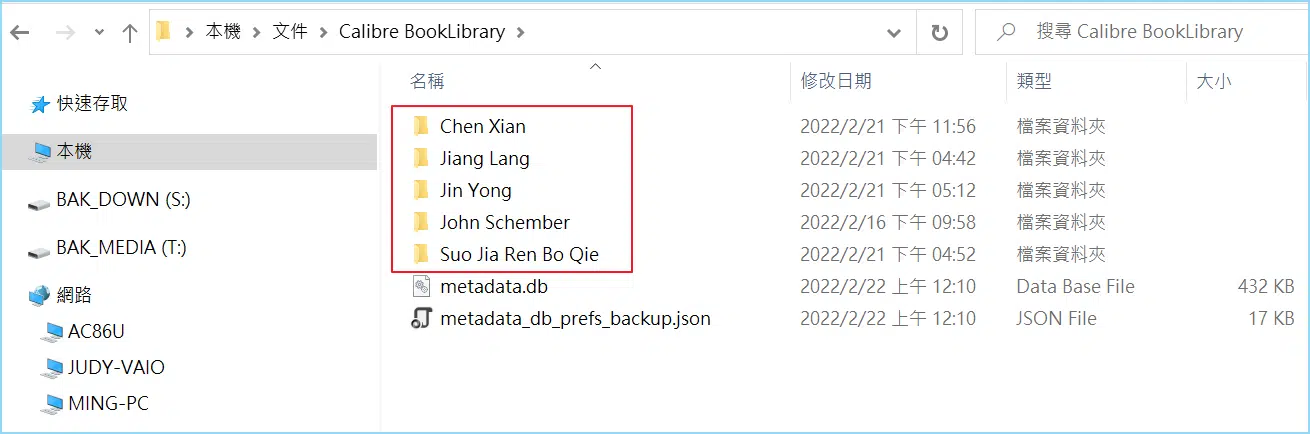 本機 文件 Calibre BookLibrary 搜尋 Calibre BookLibrary
快速存取
本機
BAK_DOWN (S:)
BAK_MEDIA (T:)
網路
AC86U
JUDY-VAIO
MING-PC
名稱 修改日期 類型 大小
Chen Xian 2022/2/21 下午 11:56 檔案資料夾
Jiang Lang 2022/2/21 下午 04:42 檔案資料夾
Jin Yong 2022/2/21 下午 05:12 檔案資料夾
John Schember 2022/2/16 下午 09:58 檔案資料夾
Suo Jia Ren Bo Qie 2022/2/21 下午 04:52 檔案資料夾
metadata.db 2022/2/22 上午 12:10 Data Base File 432 KB
metadata_db_prefs_backup.json 2022/2/22 上午 12:10 JSON File 17 KB